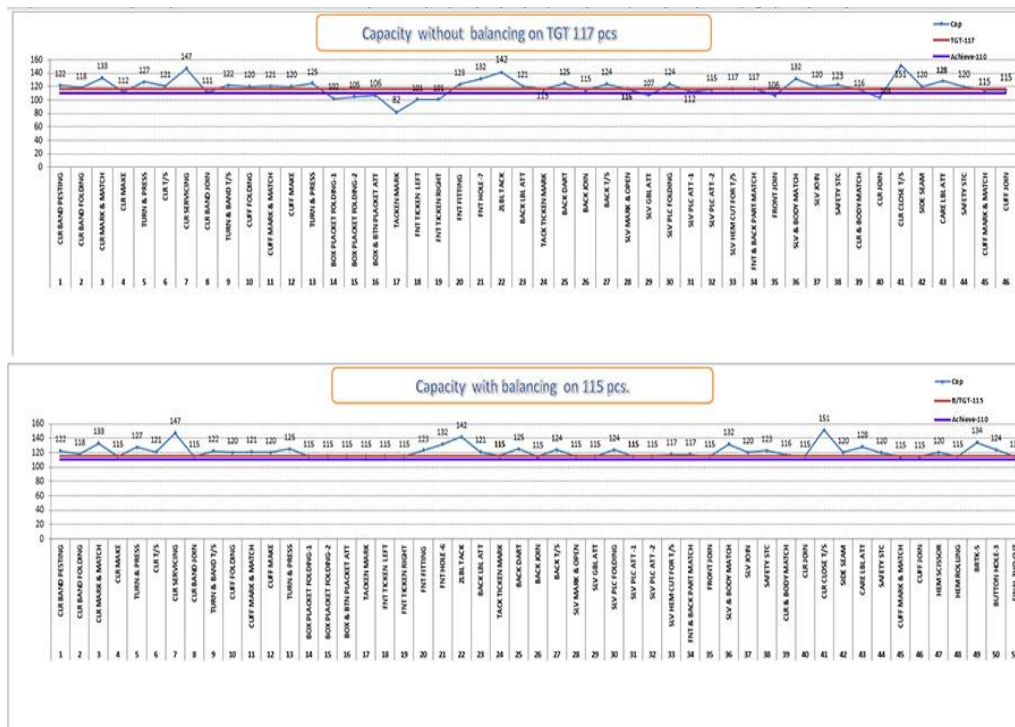 Capacity without balancing on TGT 117 pcs
Cap
TGT-117
Achieve-110
160
140
120
100
80
60
40
20
0
122 118 133 112 127 121 147 111 122 120 121 120 125 102 105 106 82 101 101 123 132 142 121 115 125 115 124 116 107 124 112 115 117 117 106 132 120 123 116 103 151 120 128 120 115 115
CLR BAND PESTING
CLR BAND FOLDING
CLR MARK & MATCH
CLR MAKE
TURN & PRESS
CLR T/S
CLR SERVICING
CLR BAND JOIN
TURN & BAND T/S
CUFF FOLDING
CUFF MARK & MATCH
CUFF MAKE
TURN & PRESS
BOX PLACKET FOLDING-1
BOX PLACKET FOLDING-2
BOX & BTN PLACKET ATT
TACKEN MARK
FNT TICKEN LEFT
FNT TICKEN RIGHT
FNT FITTING
FNT HOLE-7
2LBL TACK
BACK LBL ATT
TACK TICKEN MARK
BACK DART
BACK JOIN
BACK T/S
SLV MARK & OPEN
SLV GBL ATT
SLV PLC FOLDING
SLV PLC ATT -1
SLV PLC ATT -2
SLV HEM CUT FOR T/S
FNT & BACK PART MATCH
FRONT JOIN
SLV & BODY MATCH
SLV JOIN
SAFETY STC
CLR & BODY MATCH
CLR JOIN
CLR CLOSE T/S
SIDE SEAM
CARE LBL ATT
SAFETY STC
CUFF MARK & MATCH
CUFF JOIN
1 2 3 4 5 6 7 8 9 10 11 12 13 14 15 16 17 18 19 20 21 22 23 24 25 26 27 28 29 30 31 32 33 34 35 36 37 38 39 40 41 42 43 44 45 46
Capacity with balancing on 115 pcs.
Cap
B/TGT-115
Achieve-110
160
140
120
100
80
60
40
20
0
122 118 133 115 127 121 147 115 122 120 121 120 125 115 115 115 115 115 115 123 132 142 121 115 125 115 124 115 115 124 115 115 117 117 115 132 120 123 116 115 151 120 128 120 115 115 120 115 134 124
CLR BAND PESTING
CLR BAND FOLDING
CLR MARK & MATCH
CLR MAKE
TURN & PRESS
CLR T/S
CLR SERVICING
CLR BAND JOIN
TURN & BAND T/S
CUFF FOLDING
CUFF MARK & MATCH
CUFF MAKE
TURN & PRESS
BOX PLACKET FOLDING-1
BOX PLACKET FOLDING-2
BOX & BTN PLACKET ATT
TACKEN MARK
FNT TICKEN LEFT
FNT TICKEN RIGHT
FNT FITTING
FNT HOLE-6
2LBL TACK
BACK LBL ATT
TACK TICKEN MARK
BACK DART
BACK JOIN
BACK T/S
SLV MARK & OPEN
SLV GBL ATT
SLV PLC FOLDING
SLV PLC ATT -1
SLV PLC ATT -2
SLV HEM CUT FOR T/S
FNT & BACK PART MATCH
FRONT JOIN
SLV & BODY MATCH
SLV JOIN
SAFETY STC
CLR & BODY MATCH
CLR JOIN
CLR CLOSE T/S
SIDE SEAM
CARE LBL ATT
SAFETY STC
CUFF MARK & MATCH
CUFF JOIN
HEM SCISSOR
HEM ROLLING
BRTK-5
BUTTON HOLE-3
1 2 3 4 5 6 7 8 9 10 11 12 13 14 15 16 17 18 19 20 21 22 23 24 25 26 27 28 29 30 31 32 33 34 35 36 37 38 39 40 41 42 43 44 45 46 47 48 49 50